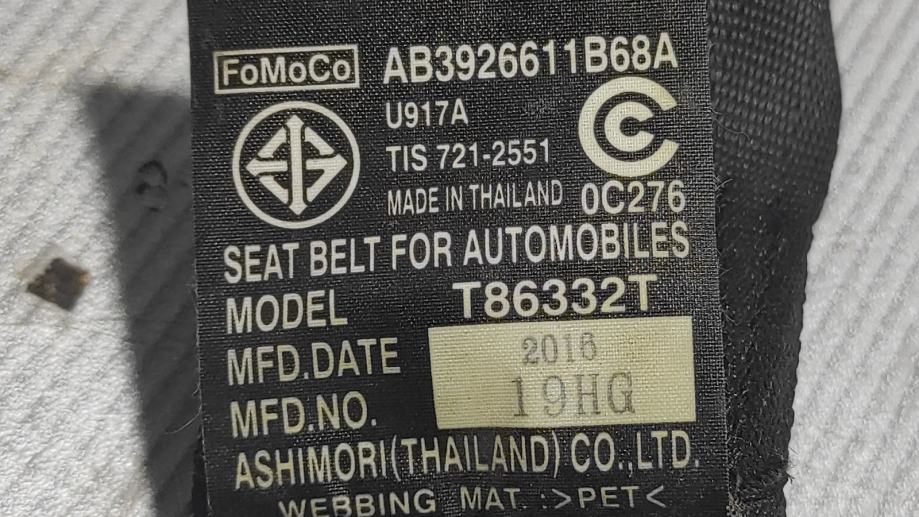 FoMoCo AB3926611B68A
U917A
TIS 721-2551
MADE IN THAILAND 0C276
SEAT BELT FOR AUTOMOBILES
MODEL T86332T
MFD.DATE 2016
MFD.NO. 19HG
ASHIMORI(THAILAND) CO.,LTD.
WEBBING MAT.:>PET<